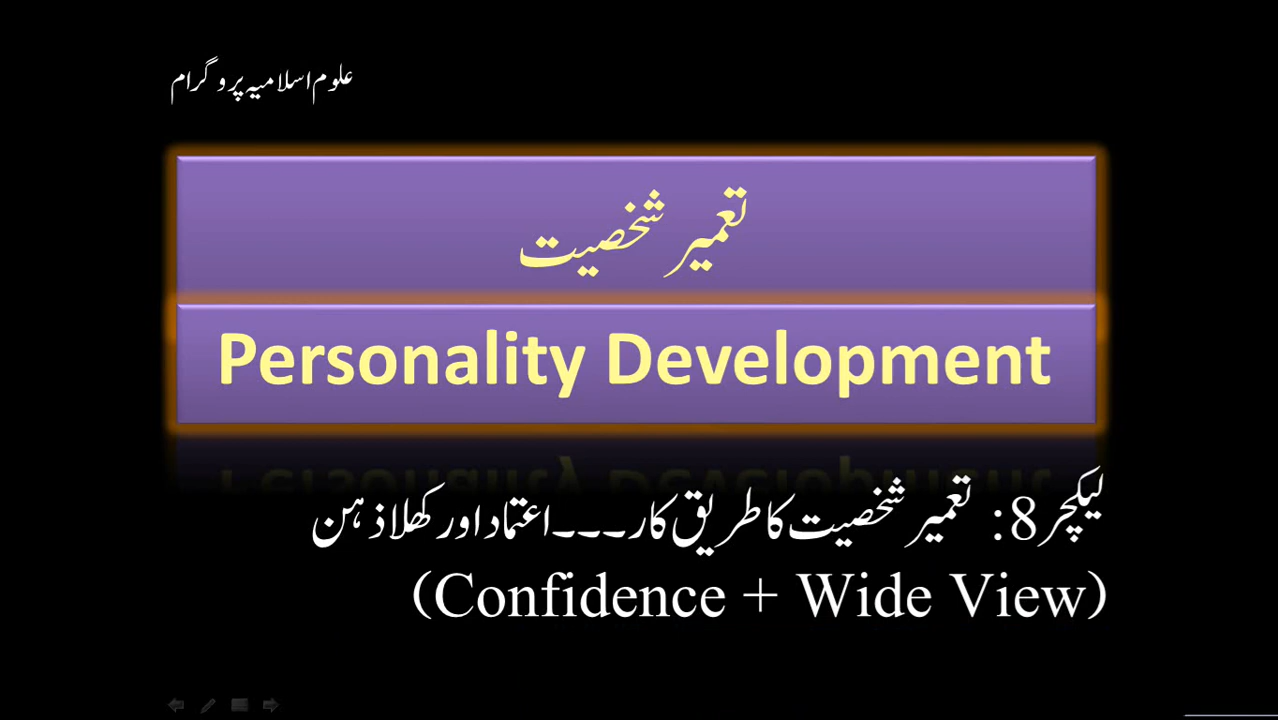 علوم اسلامیہ پروگرام
تعمیر شخصیت
Personality Development
لیکچر 8: تعمیر شخصیت کا طریق کار۔۔۔اعتماد اور کھلا ذہن
(Confidence + Wide View)